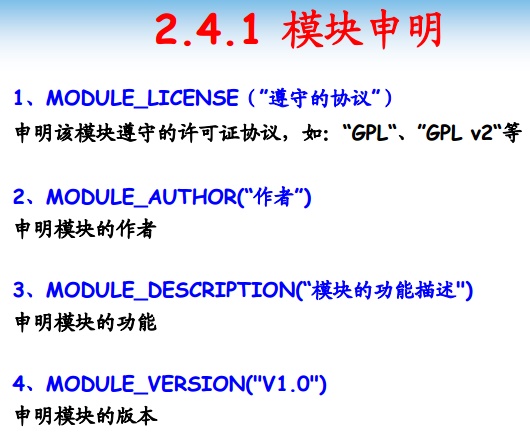 2.4.1 模块申明
1、MODULE_LICENSE（”遵守的协议”）
申明该模块遵守的许可证协议，如：“GPL“、”GPL v2“等
2、MODULE_AUTHOR(“作者”)
申明模块的作者
3、MODULE_DESCRIPTION(“模块的功能描述")
申明模块的功能
4、MODULE_VERSION("V1.0")
申明模块的版本